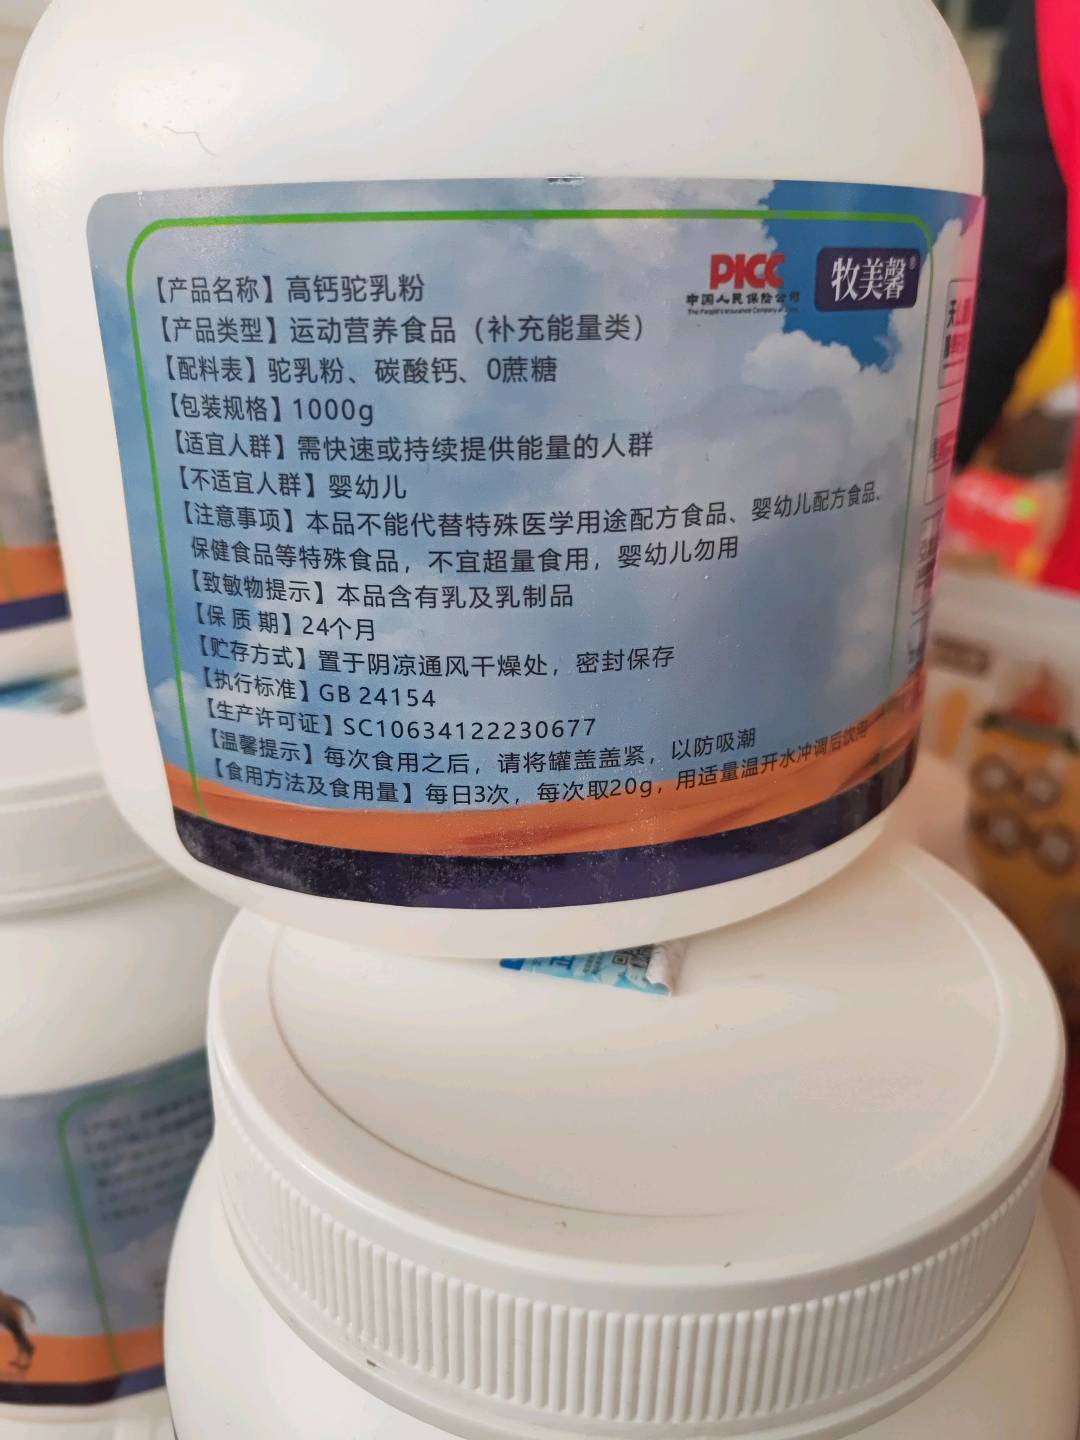 PICC
中国人民保险公司
The People's Insurance Company of China
牧美馨®
【产品名称】高钙驼乳粉
【产品类型】运动营养食品（补充能量类）
【配料表】驼乳粉、碳酸钙、0蔗糖
【包装规格】1000g
【适宜人群】需快速或持续提供能量的人群
【不适宜人群】婴幼儿
【注意事项】本品不能代替特殊医学用途配方食品、婴幼儿配方食品、
保健食品等特殊食品，不宜超量食用，婴幼儿勿用
【致敏物提示】本品含有乳及乳制品
【保质期】24个月
【贮存方式】置于阴凉通风干燥处，密封保存
【执行标准】GB 24154
【生产许可证】SC10634122230677
【温馨提示】每次食用之后，请将罐盖盖紧，以防吸潮
【食用方法及食用量】每日3次，每次取20g，用适量温开水冲调后饮用